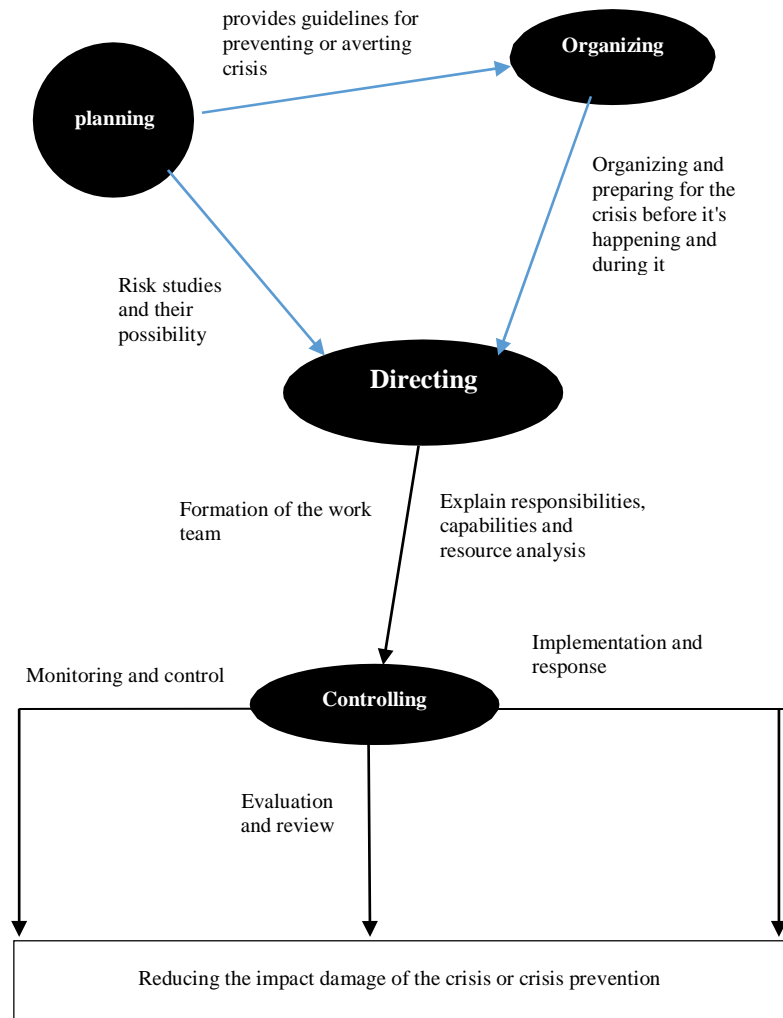 provides guidelines for
preventing or averting
crisis
Organizing
planning
Organizing and
preparing for the
crisis before it's
happening and
during it
Risk studies
and their
possibility
Directing
Formation of the work
team
Explain responsibilities,
capabilities and
resource analysis
Implementation and
response
Monitoring and control
Controlling
Evaluation
and review
Reducing the impact damage of the crisis or crisis prevention